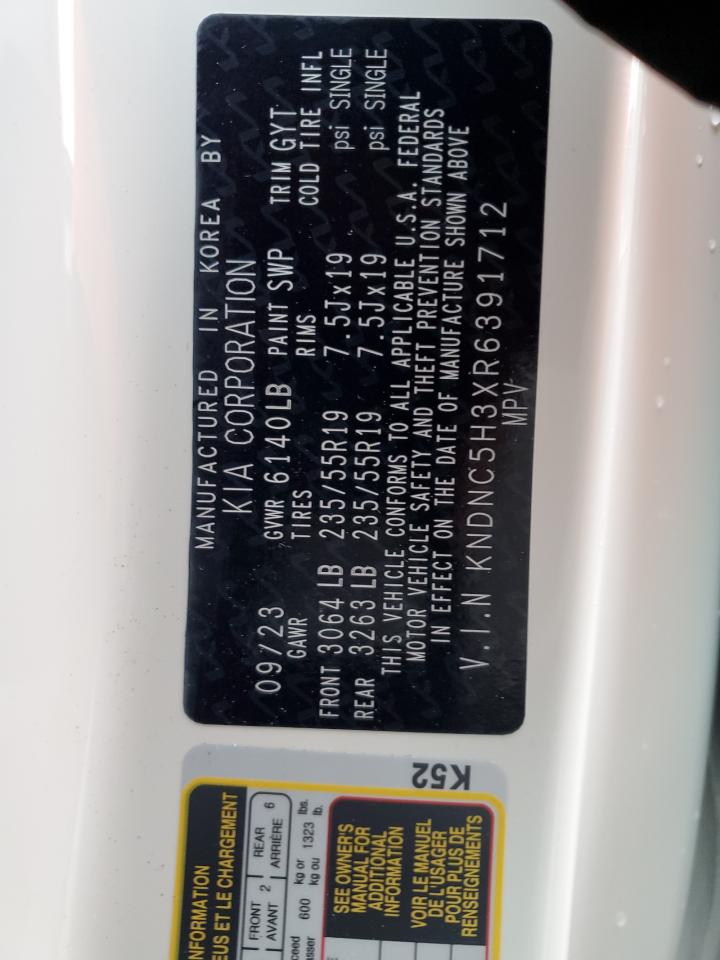 MANUFACTURED IN KOREA BY
KIA CORPORATION
09/23 GVWR 6140LB PAINT SWP TRIM GYT
GAWR TIRES RIMS COLD TIRE INFL
FRONT 3064 LB 235/55R19 7.5Jx19 psi SINGLE
REAR 3263 LB 235/55R19 7.5Jx19 psi SINGLE
THIS VEHICLE CONFORMS TO ALL APPLICABLE U.S.A. FEDERAL
MOTOR VEHICLE SAFETY AND THEFT PREVENTION STANDARDS
IN EFFECT ON THE DATE OF MANUFACTURE SHOWN ABOVE
V.I.N KNDNC5H3XR6391712
MPV
K52
NFORMATION
EUS ET LE CHARGEMENT
FRONT 2 REAR 6
AVANT ARRIÈRE
ceed 600 kg or 1323 lbs.
asser kg ou lb.
SEE OWNER'S
MANUAL FOR
ADDITIONAL
INFORMATION
VOIR LE MANUEL
DE L'USAGER
POUR PLUS DE
RENSEIGNEMENTS